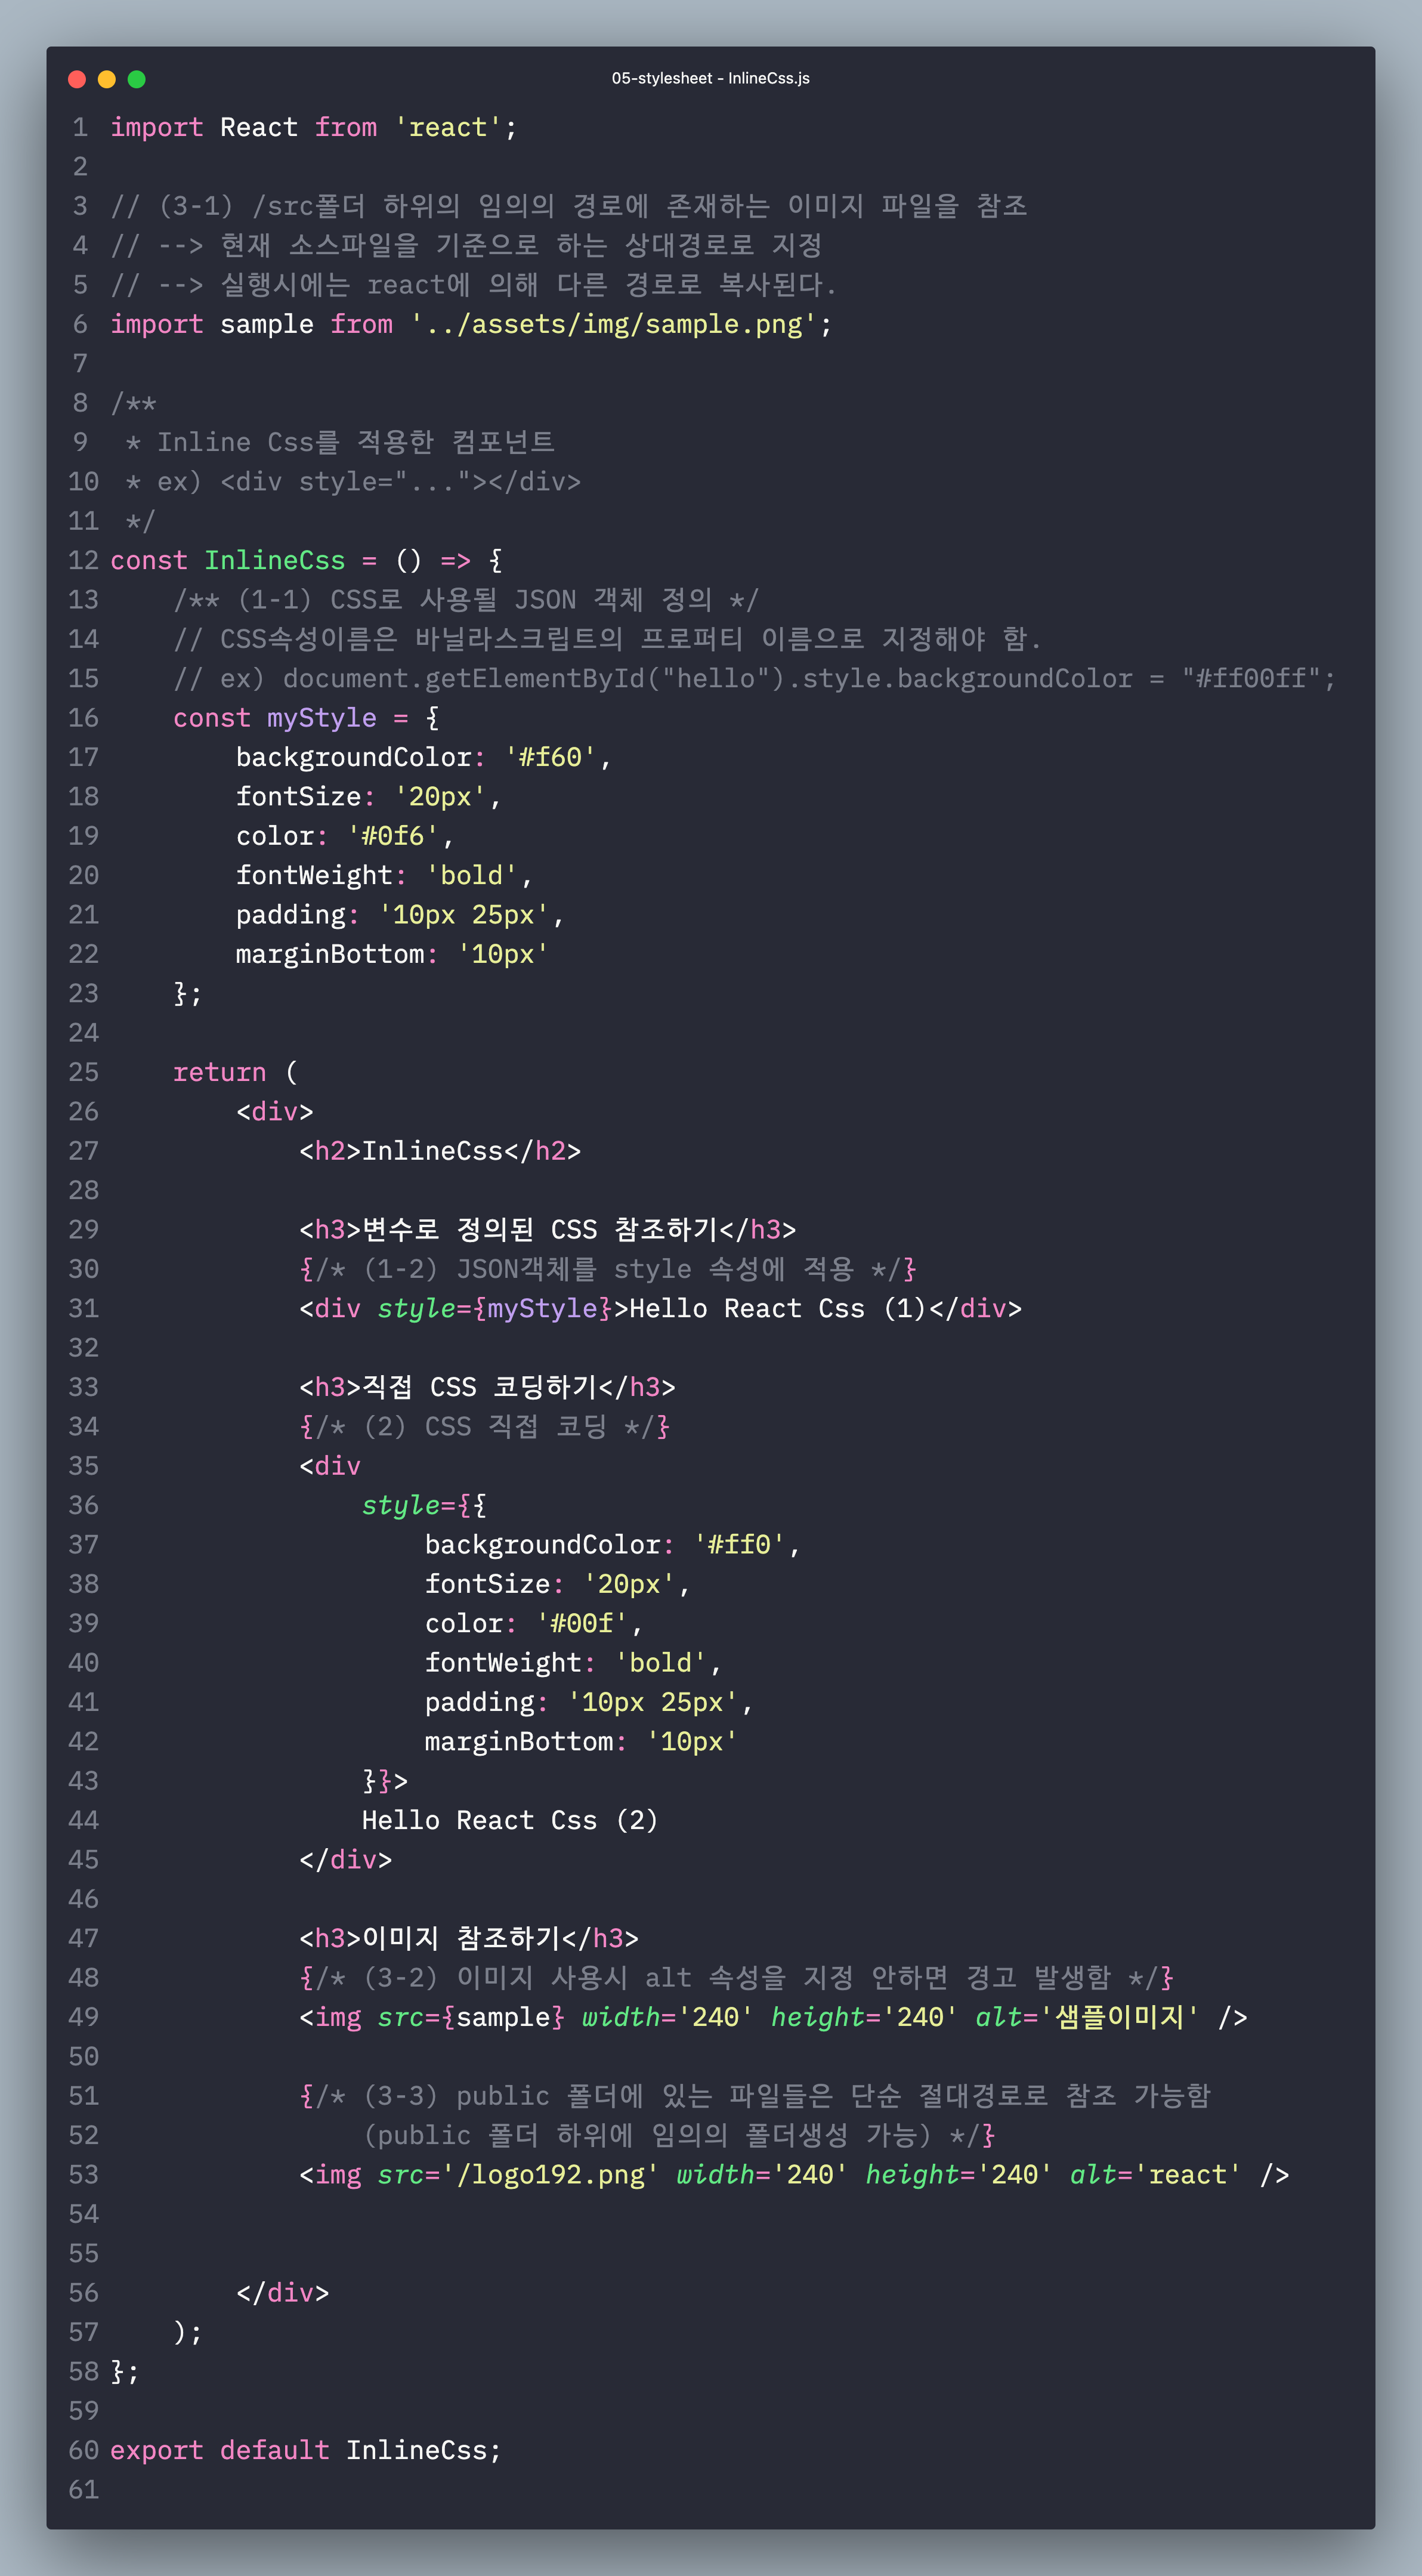 05-stylesheet - InlineCss.js
1 import React from 'react';
2
3 // (3-1) /src폴더 하위의 임의의 경로에 존재하는 이미지 파일을 참조
4 // --> 현재 소스파일을 기준으로 하는 상대경로로 지정
5 // --> 실행시에는 react에 의해 다른 경로로 복사된다.
6 import sample from '../assets/img/sample.png';
7
8 /**
9  * Inline Css를 적용한 컴포넌트
10  * ex) <div style="..."></div>
11  */
12 const InlineCss = () => {
13     /** (1-1) CSS로 사용될 JSON 객체 정의 */
14     // CSS속성이름은 바닐라스크립트의 프로퍼티 이름으로 지정해야 함.
15     // ex) document.getElementById("hello").style.backgroundColor = "#ff00ff";
16     const myStyle = {
17         backgroundColor: '#f60',
18         fontSize: '20px',
19         color: '#0f6',
20         fontWeight: 'bold',
21         padding: '10px 25px',
22         marginBottom: '10px'
23     };
24
25     return (
26         <div>
27             <h2>InlineCss</h2>
28
29             <h3>변수로 정의된 CSS 참조하기</h3>
30             {/* (1-2) JSON객체를 style 속성에 적용 */}
31             <div style={myStyle}>Hello React Css (1)</div>
32
33             <h3>직접 CSS 코딩하기</h3>
34             {/* (2) CSS 직접 코딩 */}
35             <div
36                 style={{
37                     backgroundColor: '#ff0',
38                     fontSize: '20px',
39                     color: '#00f',
40                     fontWeight: 'bold',
41                     padding: '10px 25px',
42                     marginBottom: '10px'
43                 }}>
44                 Hello React Css (2)
45             </div>
46
47             <h3>이미지 참조하기</h3>
48             {/* (3-2) 이미지 사용시 alt 속성을 지정 안하면 경고 발생함 */}
49             <img src={sample} width='240' height='240' alt='샘플이미지' />
50
51             {/* (3-3) public 폴더에 있는 파일들은 단순 절대경로로 참조 가능함
52                 (public 폴더 하위에 임의의 폴더생성 가능) */}
53             <img src='/logo192.png' width='240' height='240' alt='react' />
54
55
56         </div>
57     );
58 };
59
60 export default InlineCss;
61